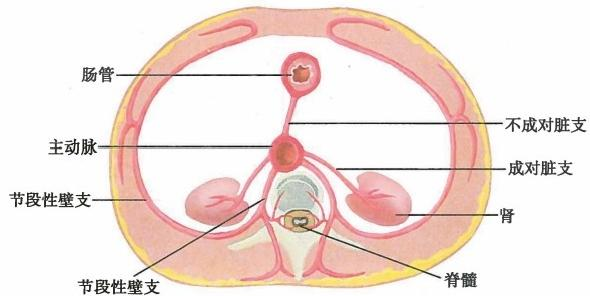 肠管
不成对脏支
主动脉
成对脏支
节段性壁支
肾
节段性壁支
脊髓